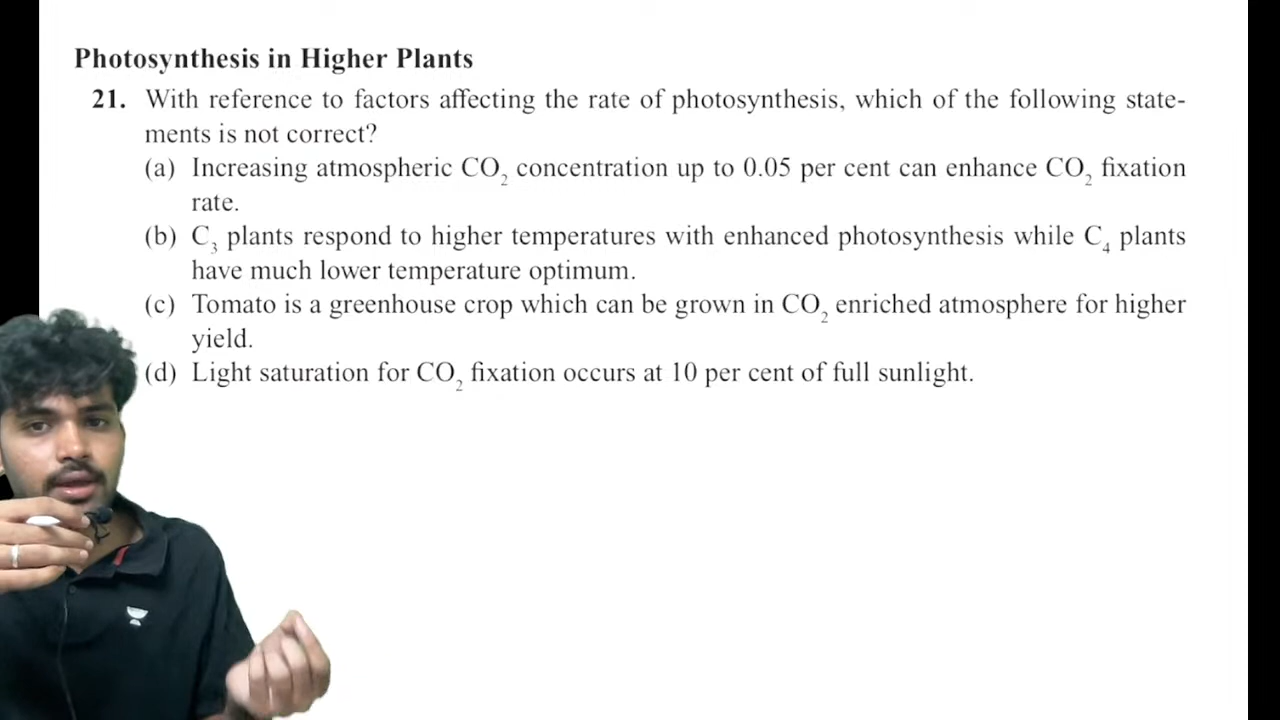 Photosynthesis in Higher Plants
21. With reference to factors affecting the rate of photosynthesis, which of the following state-
ments is not correct?
(a) Increasing atmospheric CO₂ concentration up to 0.05 per cent can enhance CO₂ fixation
rate.
(b) C₃ plants respond to higher temperatures with enhanced photosynthesis while C₄ plants
have much lower temperature optimum.
(c) Tomato is a greenhouse crop which can be grown in CO₂ enriched atmosphere for higher
yield.
(d) Light saturation for CO₂ fixation occurs at 10 per cent of full sunlight.